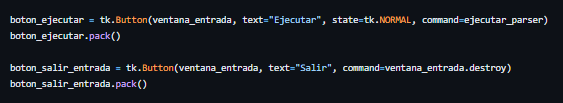 boton_ejecutar = tk.Button(ventana_entrada, text="Ejecutar", state=tk.NORMAL, command=ejecutar_parser)
boton_ejecutar.pack()
boton_salir_entrada = tk.Button(ventana_entrada, text="Salir", command=ventana_entrada.destroy)
boton_salir_entrada.pack()